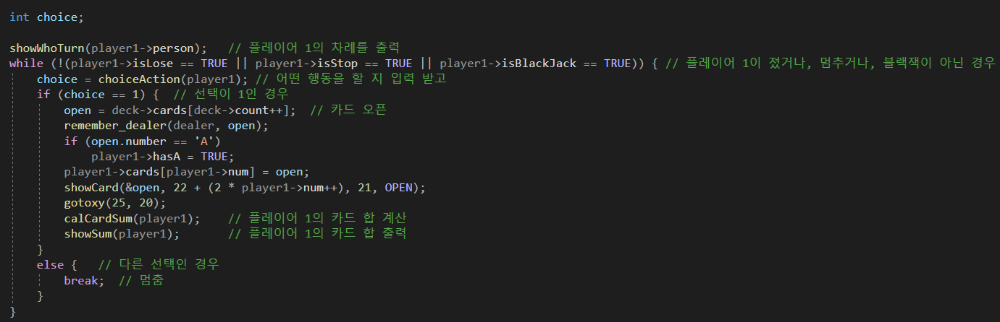 int choice;

showWhoTurn(player1->person);   // 플레이어 1의 차례를 출력
while (!(player1->isLose == TRUE || player1->isStop == TRUE || player1->isBlackJack == TRUE)) { // 플레이어 1이 졌거나, 멈추거나, 블랙잭이 아닌 경우
    choice = choiceAction(player1); // 어떤 행동을 할 지 입력 받고
    if (choice == 1) {  // 선택이 1인 경우
        open = deck->cards[deck->count++];  // 카드 오픈
        remember_dealer(dealer, open);
        if (open.number == 'A')
            player1->hasA = TRUE;
        player1->cards[player1->num] = open;
        showCard(&open, 22 + (2 * player1->num++), 21, OPEN);
        gotoxy(25, 20);
        calCardSum(player1);    // 플레이어 1의 카드 합 계산
        showSum(player1);       // 플레이어 1의 카드 합 출력
    }
    else {   // 다른 선택인 경우
        break;  // 멈춤
    }
}